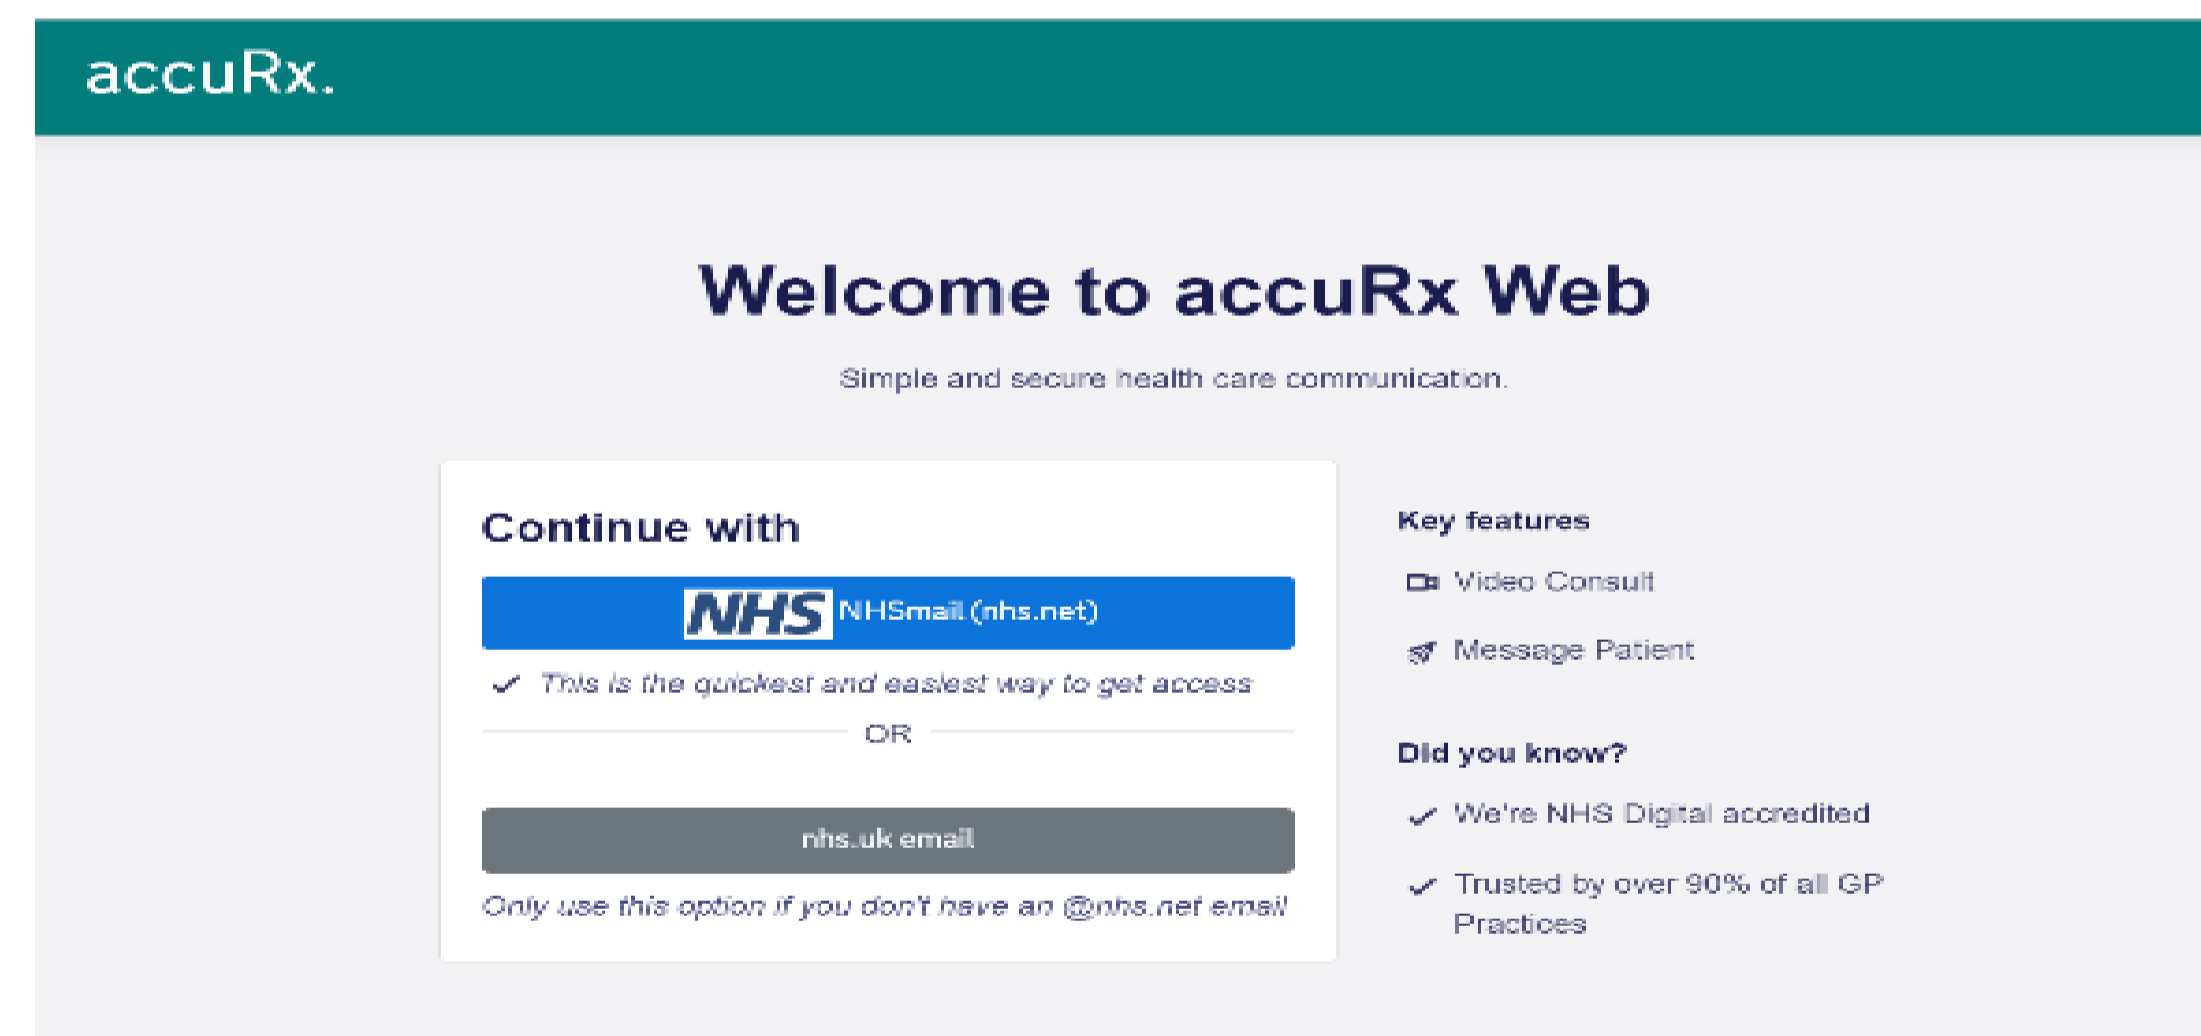 accuRx.
Welcome to accuRx Web
Simple and secure health care communication.
Continue with
NHS NHSmail (nhs.net)
This is the quickest and easiest way to get access
OR
nhs.uk email
Only use this option if you don't have an @nhs.net email
Key features
Video Consult
Message Patient
Did you know?
We're NHS Digital accredited
Trusted by over 90% of all GP
Practices